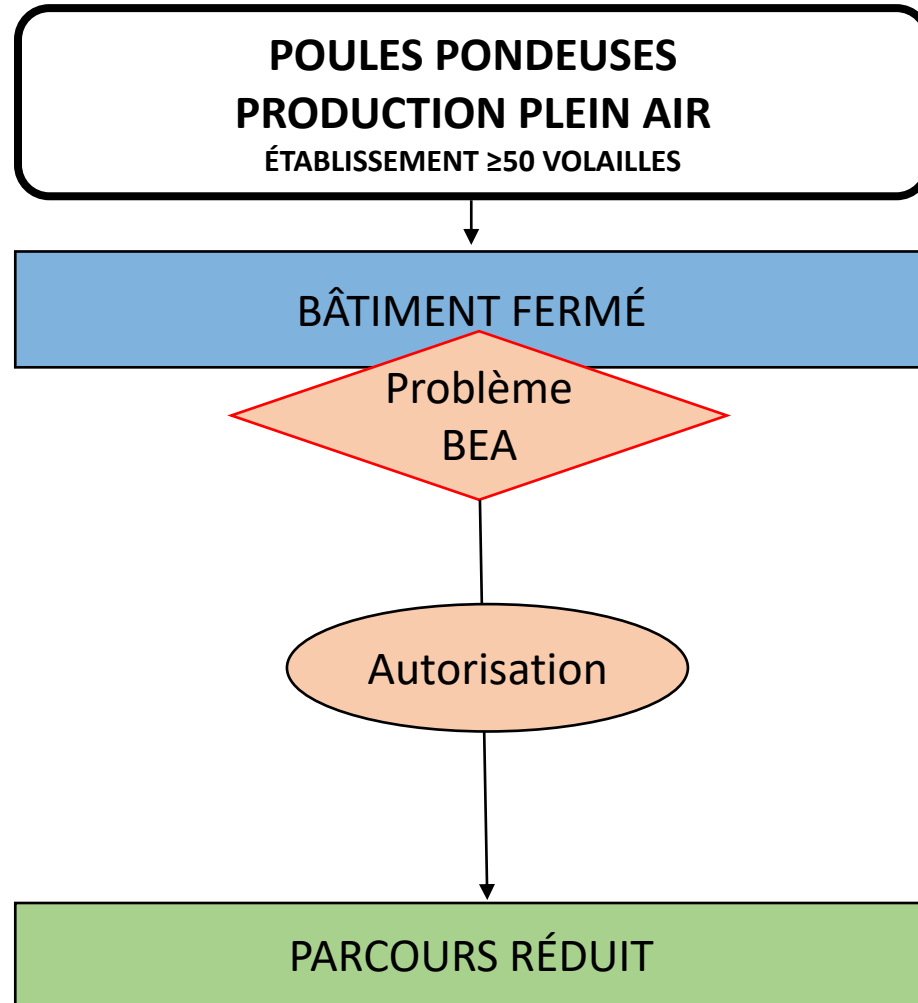 POULES PONDEUSES
PRODUCTION PLEIN AIR
ÉTABLISSEMENT ≥50 VOLAILLES
BÂTIMENT FERMÉ
Problème
BEA
Autorisation
PARCOURS RÉDUIT